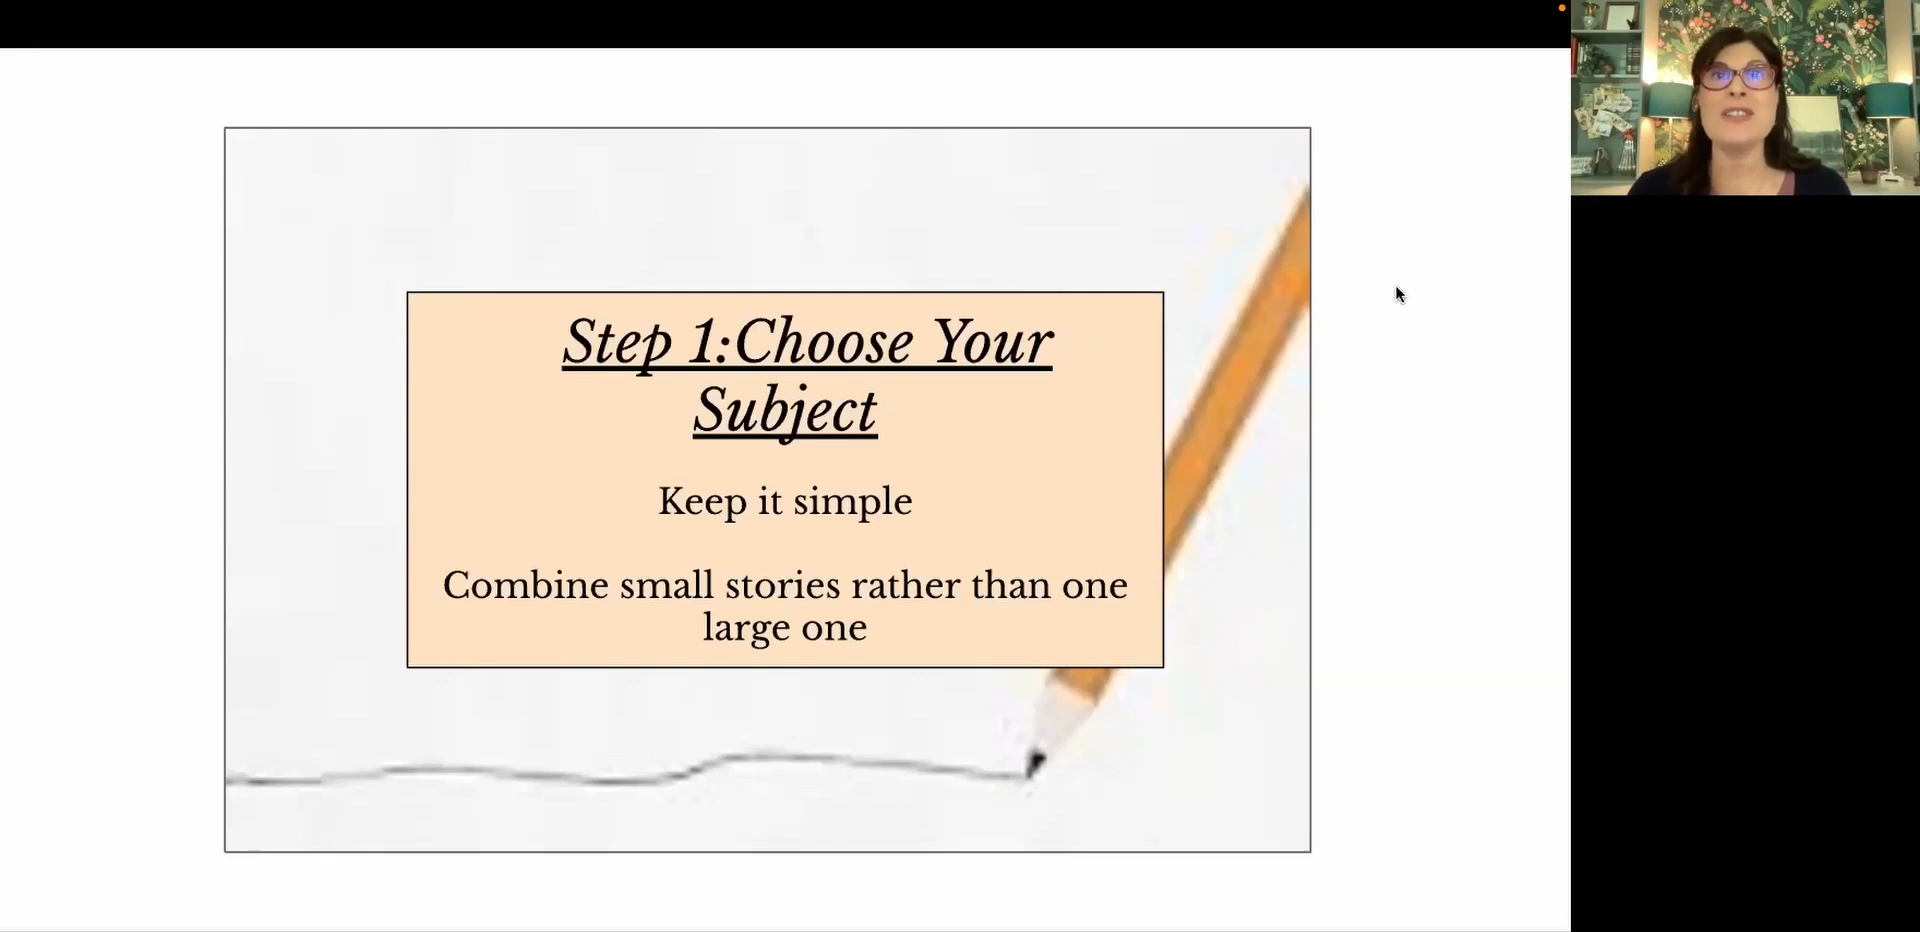 Step 1:Choose Your
Subject
Keep it simple
Combine small stories rather than one
large one